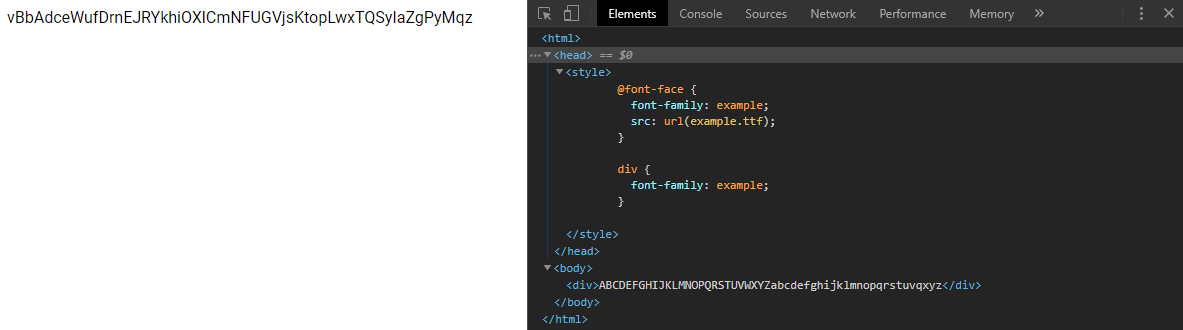 vBbAdceWufDrnEJRYkhiOXICmNFUGVjsKtopLwxTQSylaZgPyMqz
Elements Console Sources Network Performance Memory »
<html>
<head> == $0
<style>
@font-face {
font-family: example;
src: url(example.ttf);
}
div {
font-family: example;
}
</style>
</head>
<body>
<div>ABCDEFGHIJKLMNOPQRSTUVWXYZabcdefghijklmnopqrstuvqxyz</div>
</body>
</html>